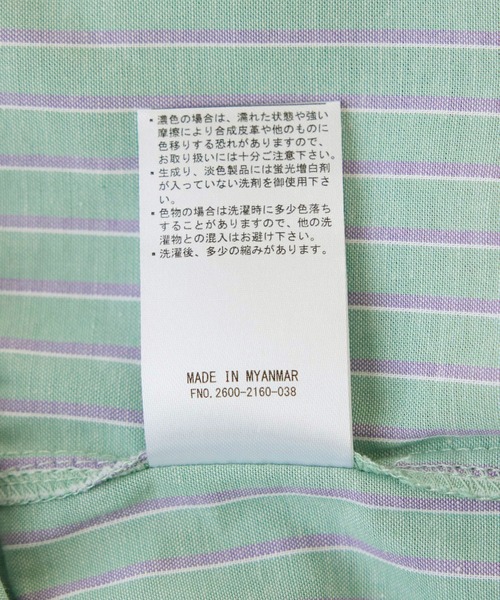 ・濃色の場合は、濡れた状態や強い
摩擦により合成皮革や他のものに
色移りする恐れがありますので、
お取り扱いには十分ご注意下さい。
・生成り、淡色製品には蛍光増白剤
が入っていない洗剤を御使用下
さい。
・色物の場合は洗濯時に多少色落ち
することがありますので、他の洗
濯物との混入はお避け下さい。
・洗濯後、多少の縮みがあります。
MADE IN MYANMAR
FNO.2600-2160-038